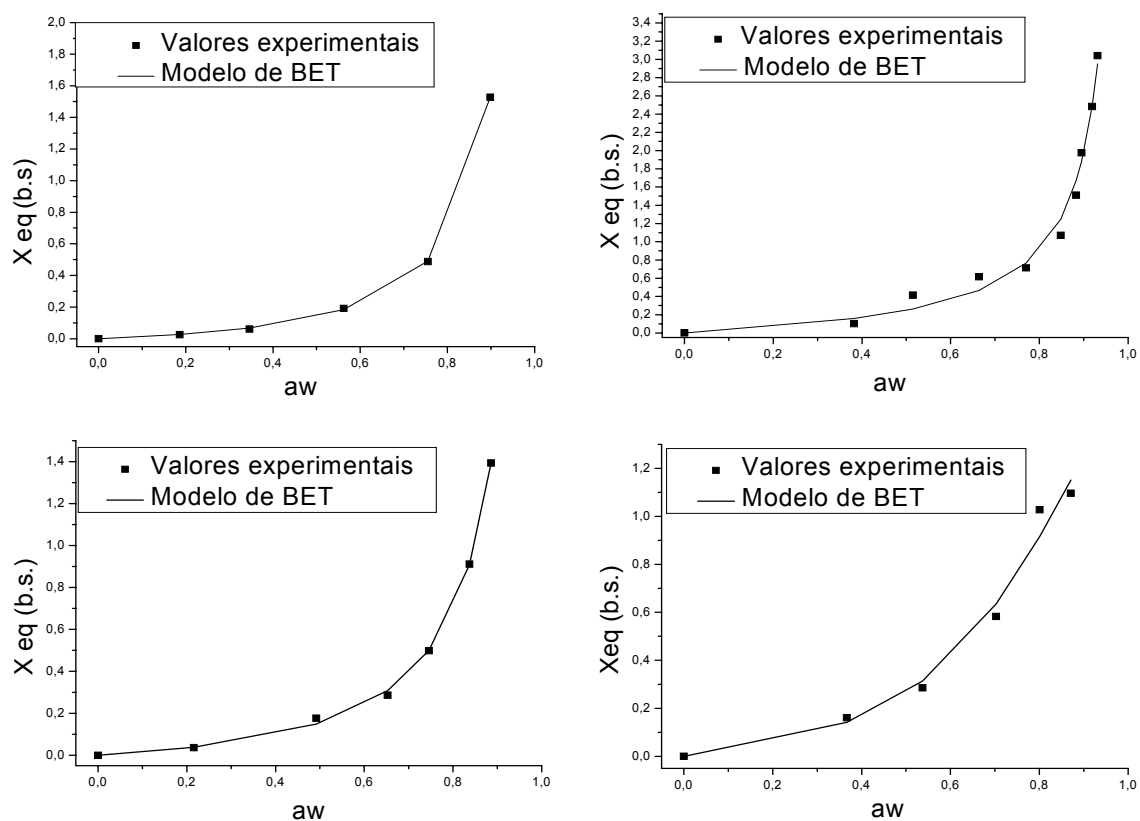 2,0
1,8
1,6
1,4
1,2
1,0
0,8
0,6
0,4
0,2
0,0
X eq (b.s)
Valores experimentais
Modelo de BET
0,0 0,2 0,4 0,6 0,8 1,0
aw
3,4
3,2
3,0
2,8
2,6
2,4
2,2
2,0
1,8
1,6
1,4
1,2
1,0
0,8
0,6
0,4
0,2
0,0
X eq (b.s.)
Valores experimentais
Modelo de BET
0,0 0,2 0,4 0,6 0,8 1,0
aw
1,4
1,2
1,0
0,8
0,6
0,4
0,2
0,0
X eq (b.s.)
Valores experimentais
Modelo de BET
0,0 0,2 0,4 0,6 0,8 1,0
aw
1,2
1,0
0,8
0,6
0,4
0,2
0,0
Xeq (b.s.)
Valores experimentais
Modelo de BET
0,0 0,2 0,4 0,6 0,8 1,0
aw